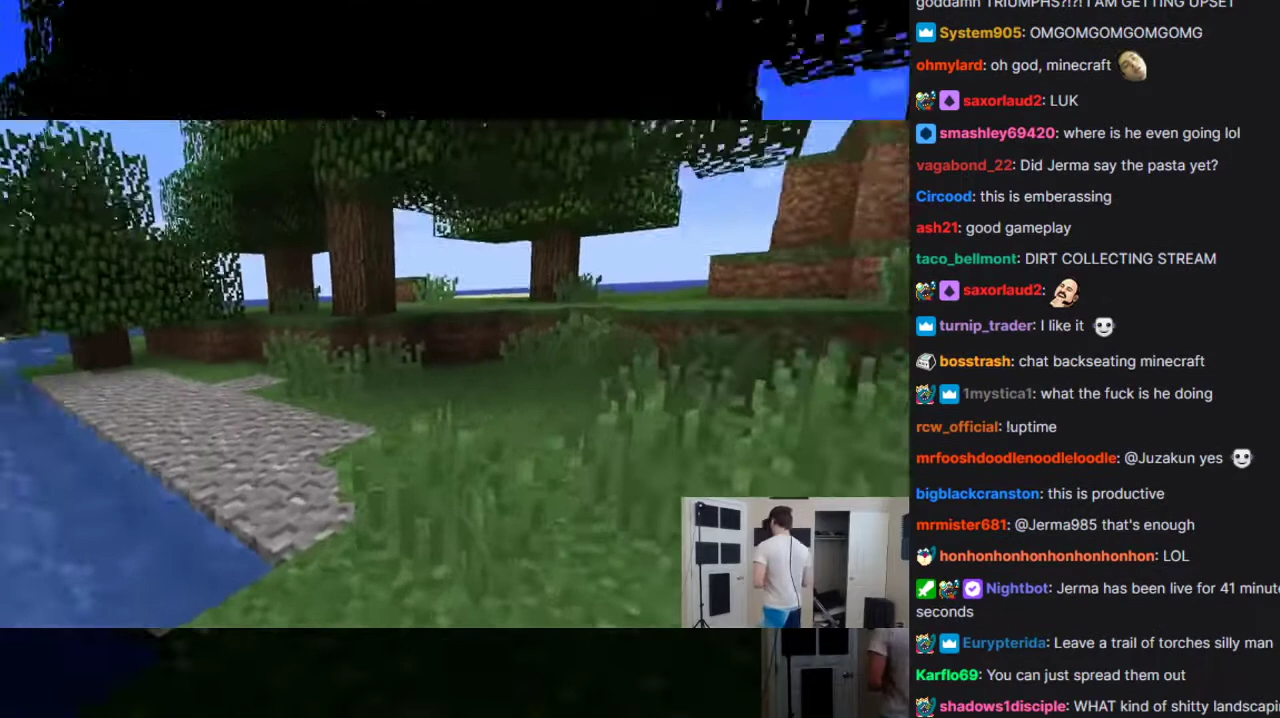 goddamn TRIUMPHS?!?! I AM GETTING UPSET
System905: OMGOMGOMGOMGOMG
ohmylard: oh god, minecraft
saxorlaud2: LUK
smashley69420: where is he even going lol
vagabond_22: Did Jerma say the pasta yet?
Circood: this is emberassing
ash21: good gameplay
taco_bellmont: DIRT COLLECTING STREAM
saxorlaud2:
turnip_trader: I like it
bosstrash: chat backseating minecraft
1mystica1: what the fuck is he doing
rcw_official: !uptime
mrfooshdoodlenoodleloodle: @Juzakun yes
bigblackcranston: this is productive
mrmister681: @Jerma985 that's enough
honhonhonhonhonhonhonhon: LOL
Nightbot: Jerma has been live for 41 minute
seconds
Eurypterida: Leave a trail of torches silly man
Karflo69: You can just spread them out
shadows1disciple: WHAT kind of shitty landscapi